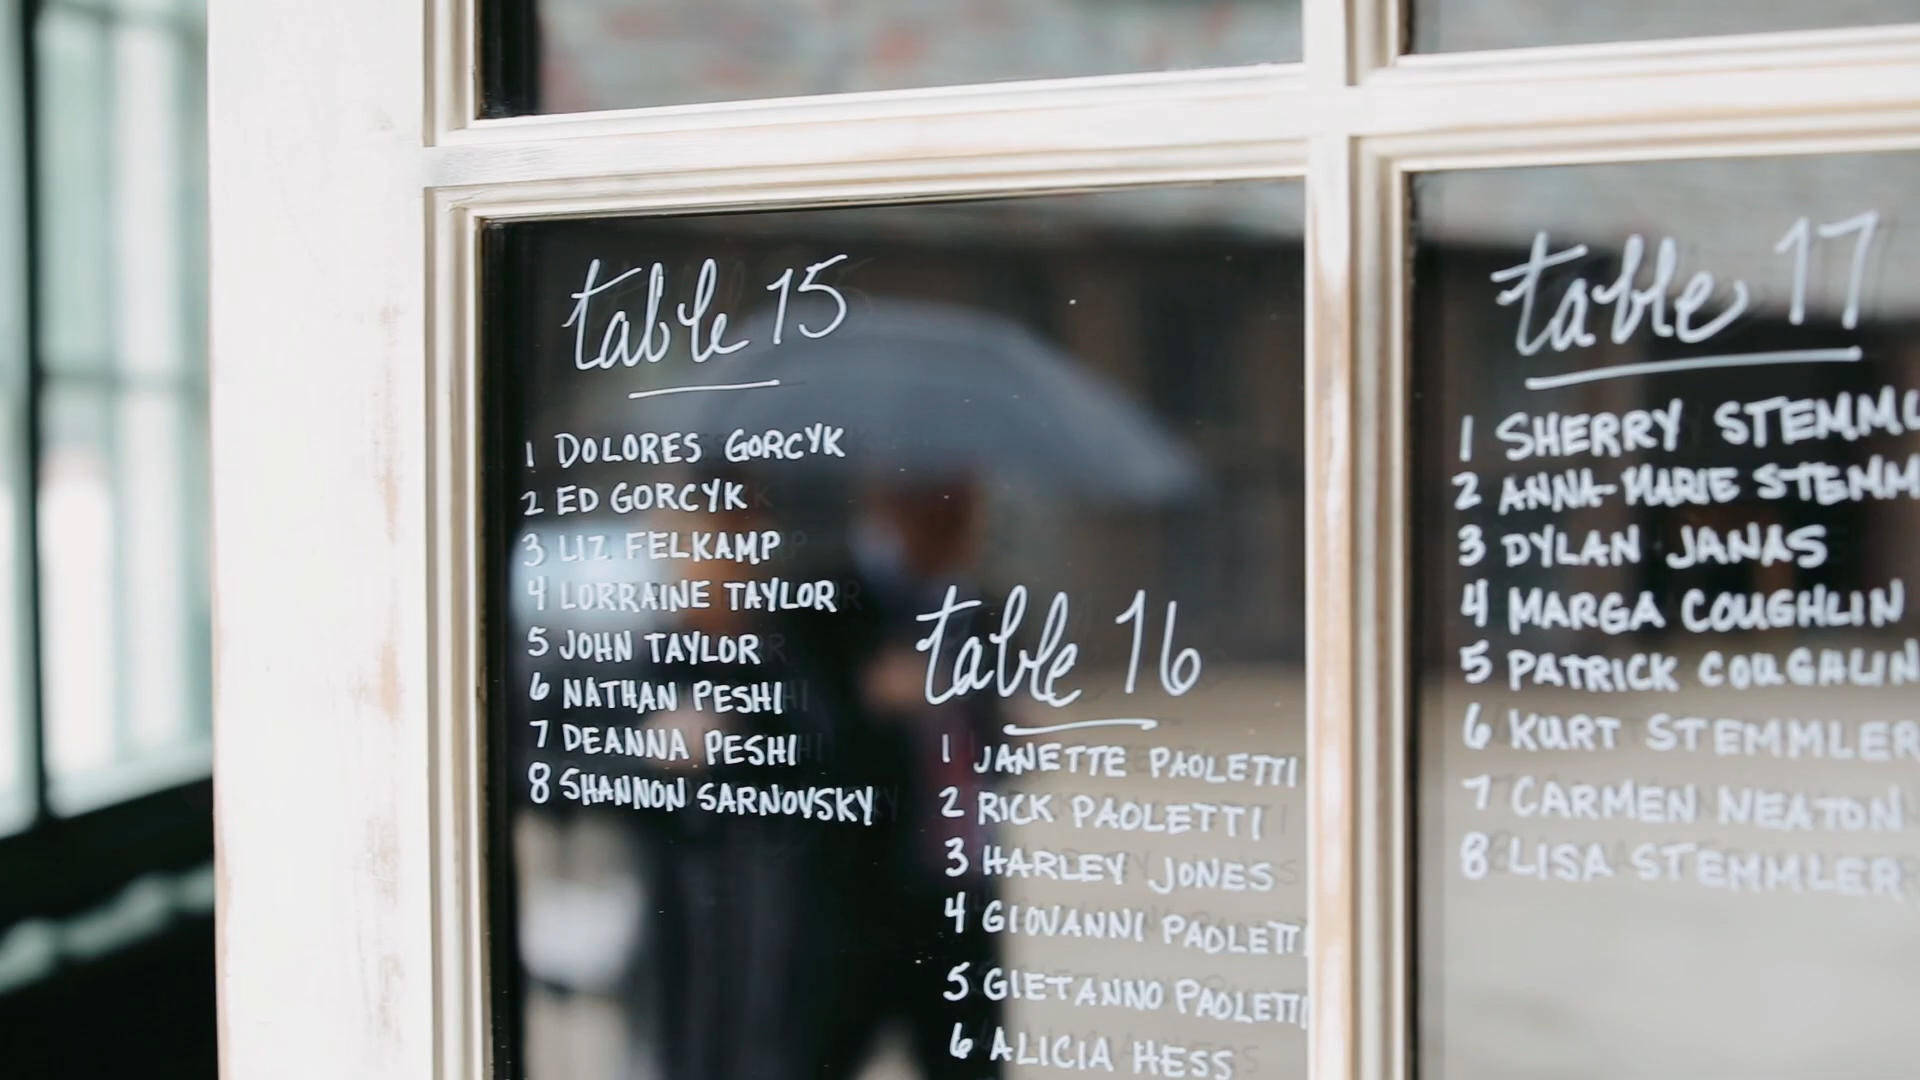 table 15
1 DOLORES GORCYK
2 ED GORCYK
3 LIZ FELKAMP
4 LORRAINE TAYLOR
5 JOHN TAYLOR
6 NATHAN PESHI
7 DEANNA PESHI
8 SHANNON SARNOVSKY
table 16
1 JANETTE PAOLETTI
2 RICK PAOLETTI
3 HARLEY JONES
4 GIOVANNI PAOLETTI
5 GIETANNO PAOLETTI
6 ALICIA HESS
table 17
1 SHERRY
2 ANNA-MARIE
3 DYLAN JANAS
4 MARGA COUGHLIN
5 PATRICK COUGHLIN
6 KURT STEMMLER
7 CARMEN NEATON
8 LISA STEMMLER